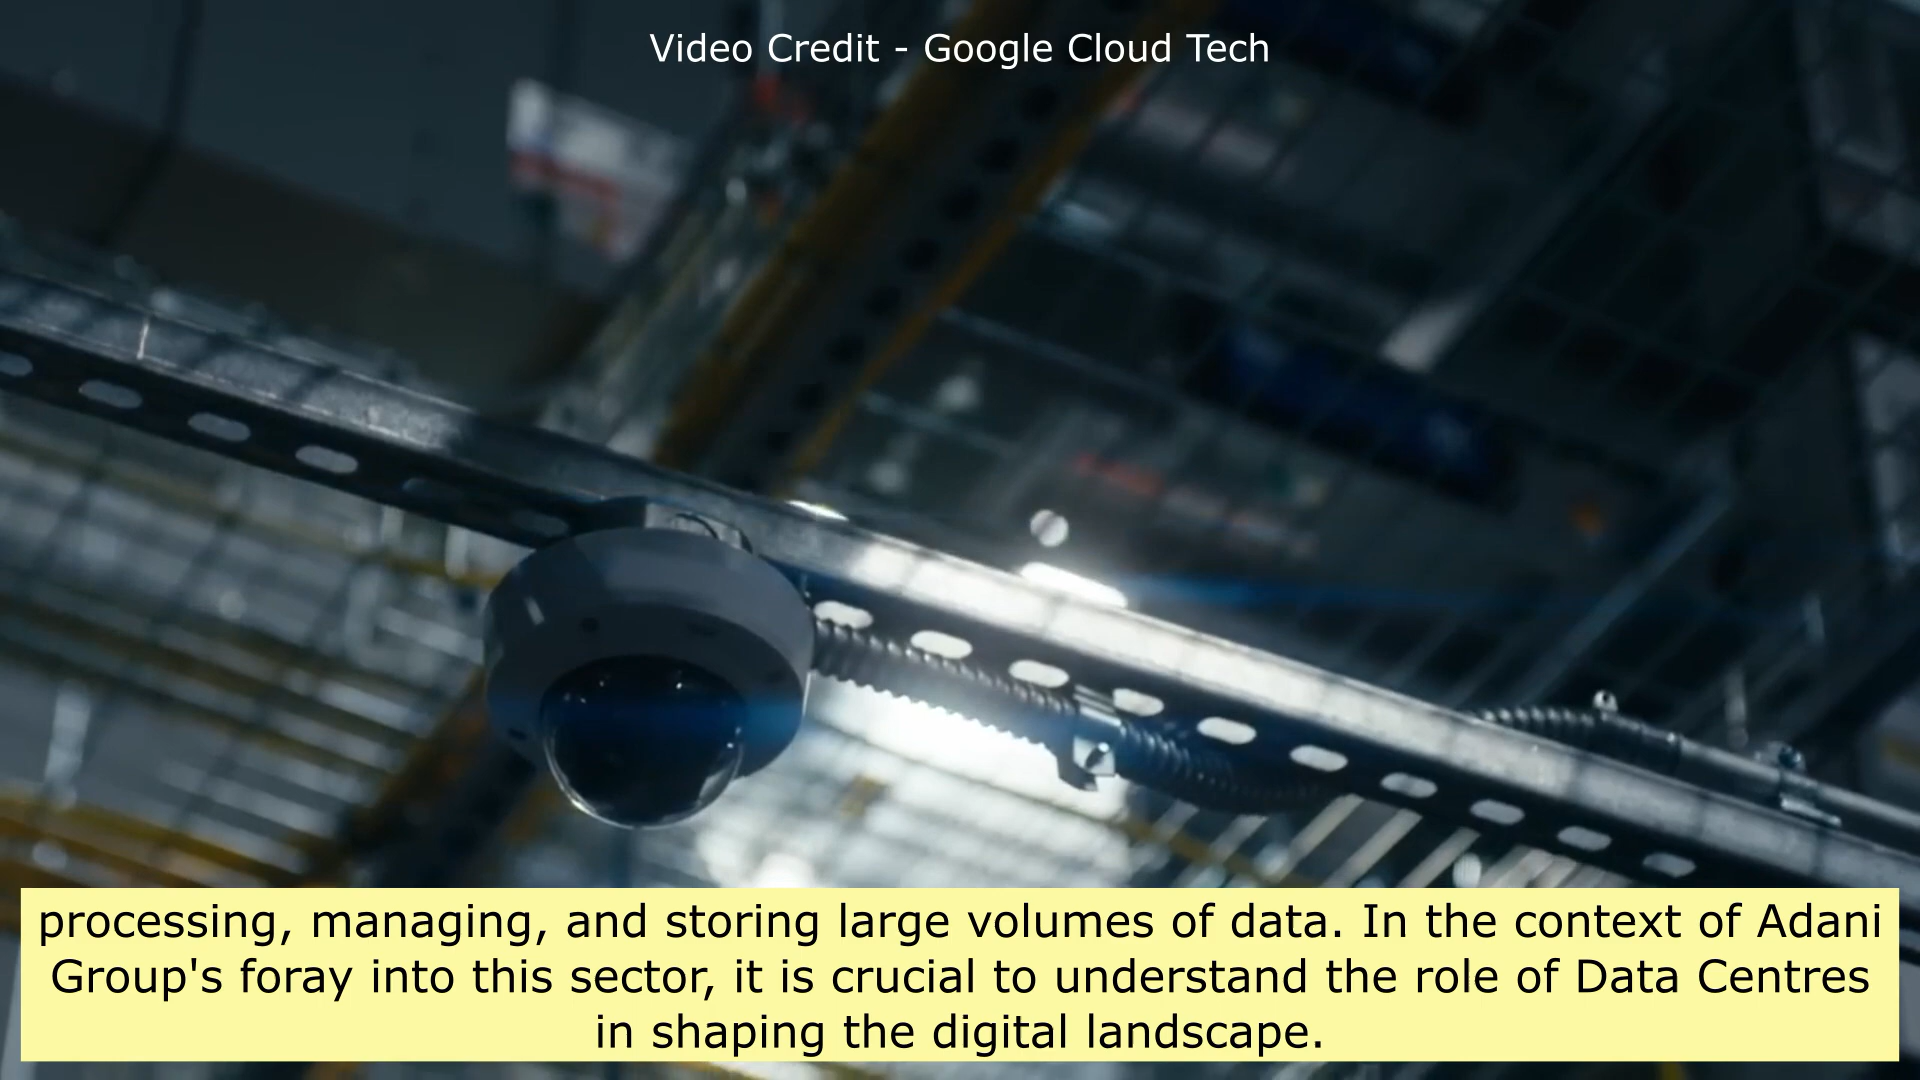 Video Credit - Google Cloud Tech
processing, managing, and storing large volumes of data. In the context of Adani
Group's foray into this sector, it is crucial to understand the role of Data Centres
in shaping the digital landscape.